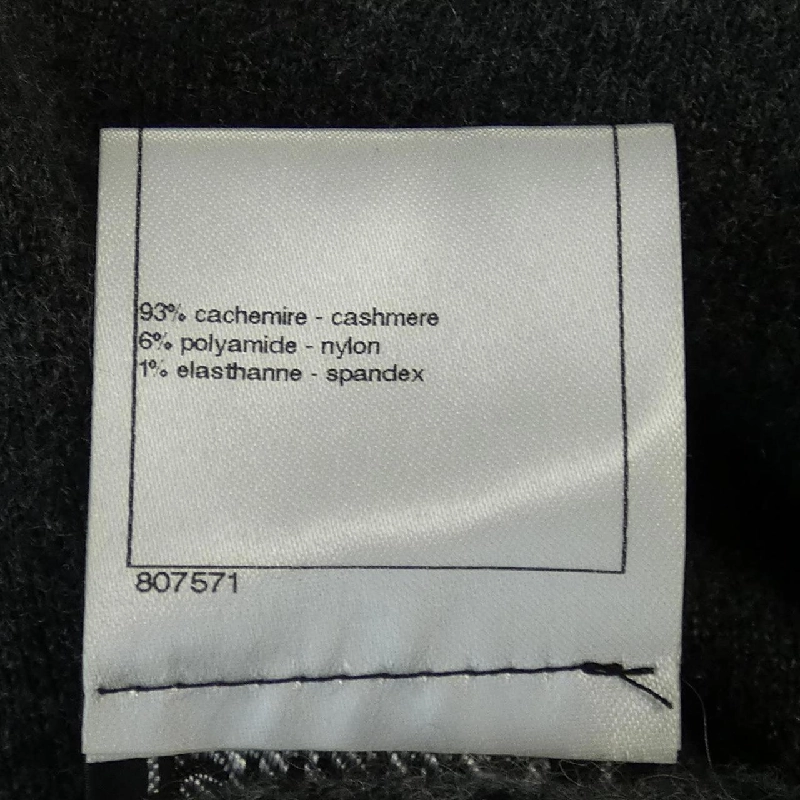 93% cachemire - cashmere
6% polyamide - nylon
1% elasthanne - spandex
807571